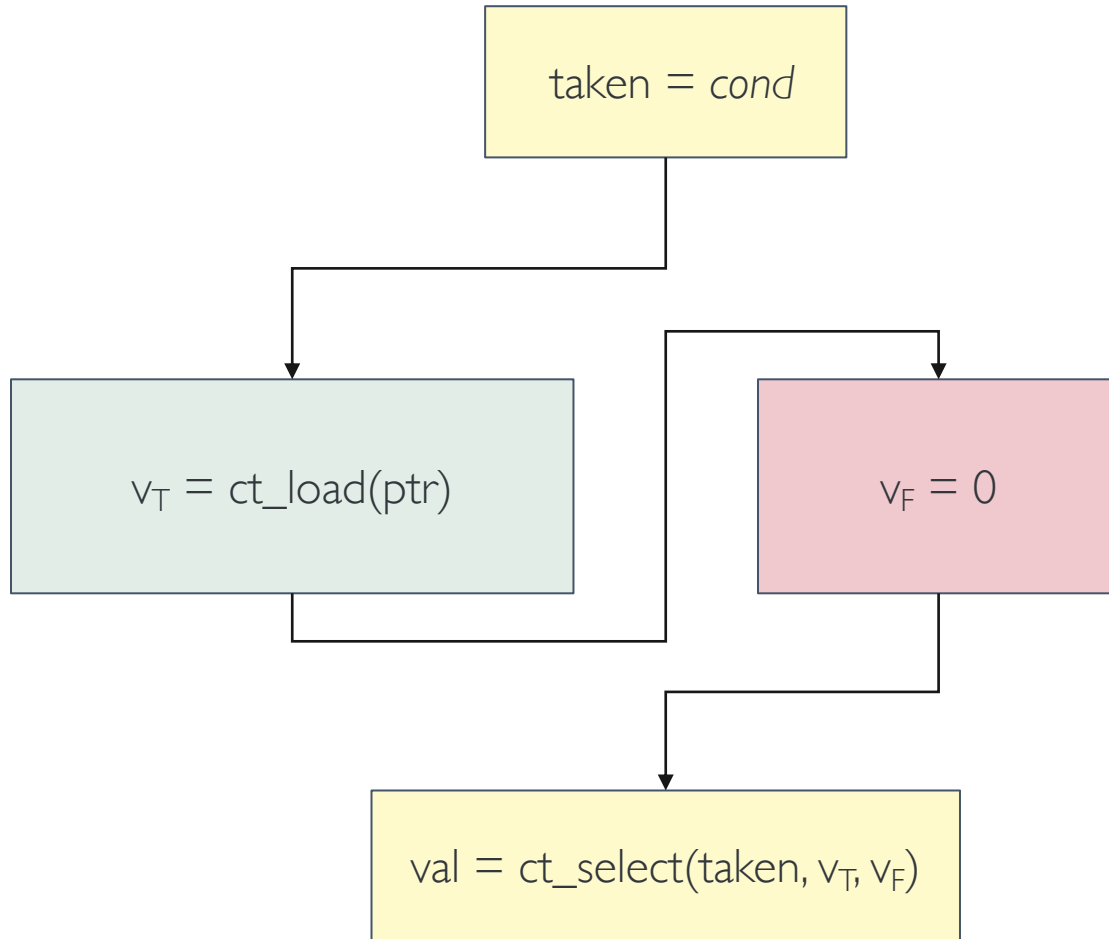 taken = cond
v_T = ct_load(ptr)
v_F = 0
val = ct_select(taken, v_T, v_F)